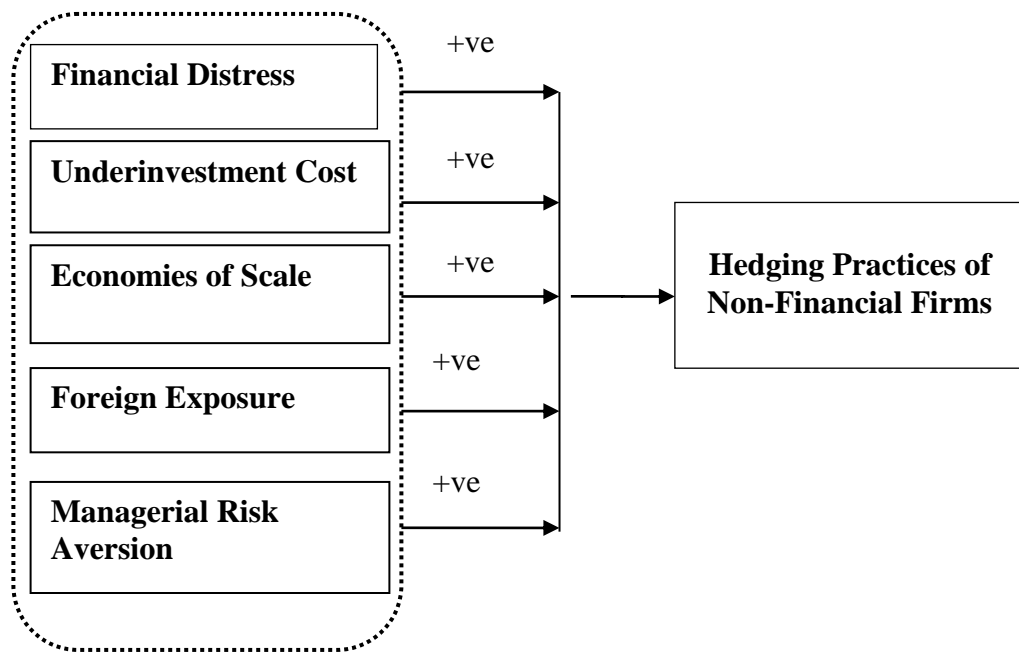 +ve
Financial Distress
+ve
Underinvestment Cost
+ve
Economies of Scale
Hedging Practices of
Non-Financial Firms
+ve
Foreign Exposure
+ve
Managerial Risk
Aversion